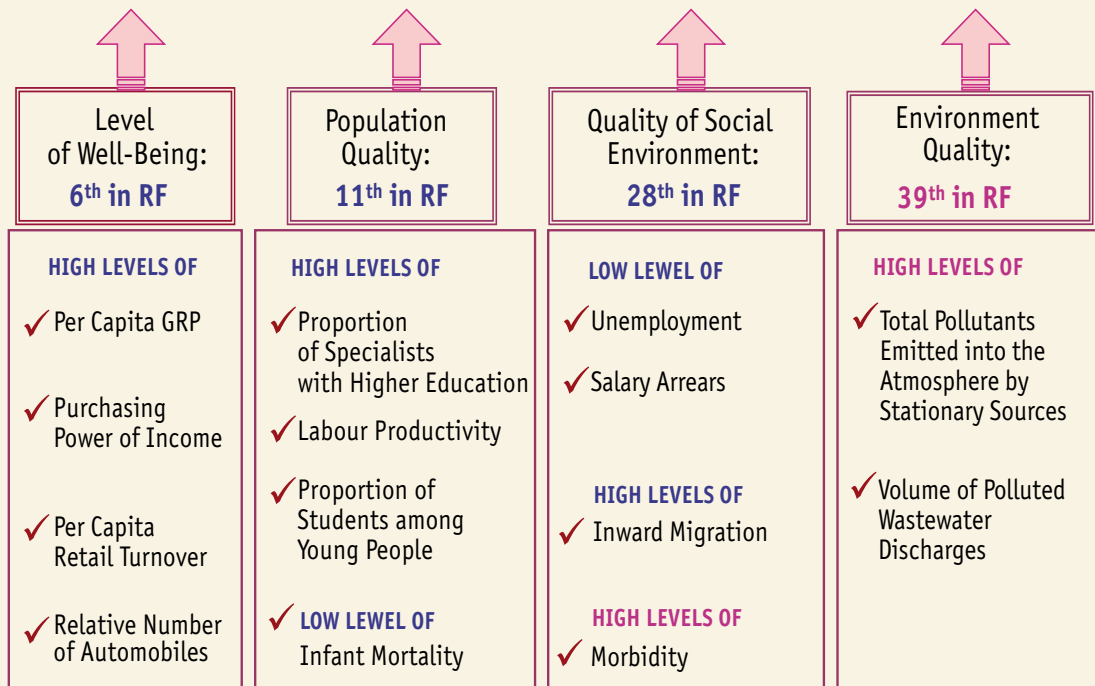 Level
of Well-Being:
6th in RF
HIGH LEVELS OF
Per Capita GRP
Purchasing
Power of Income
Per Capita
Retail Turnover
Relative Number
of Automobiles
Population
Quality:
11th in RF
HIGH LEVELS OF
Proportion
of Specialists
with Higher Education
Labour Productivity
Proportion of
Students among
Young People
LOW LEWEL OF
Infant Mortality
Quality of Social
Environment:
28th in RF
LOW LEWEL OF
Unemployment
Salary Arrears
HIGH LEVELS OF
Inward Migration
HIGH LEVELS OF
Morbidity
Environment
Quality:
39th in RF
HIGH LEVELS OF
Total Pollutants
Emitted into the
Atmosphere by
Stationary Sources
Volume of Polluted
Wastewater
Discharges